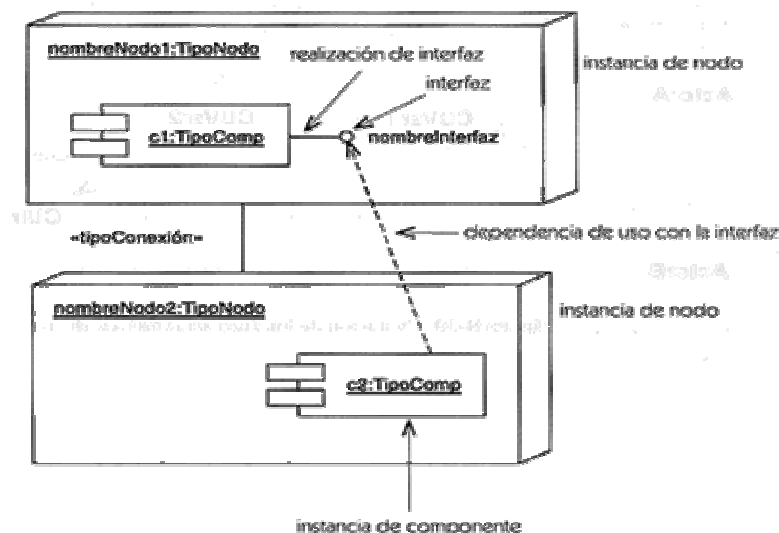 nombreNodo1:TipoNodo
realización de interfaz
instancia de nodo
interfaz
c1:TipoComp
nombreInterfaz
«tipoConexión»
dependencia de uso con la interfaz
nombreNodo2:TipoNodo
instancia de nodo
c2:TipoComp
instancia de componente